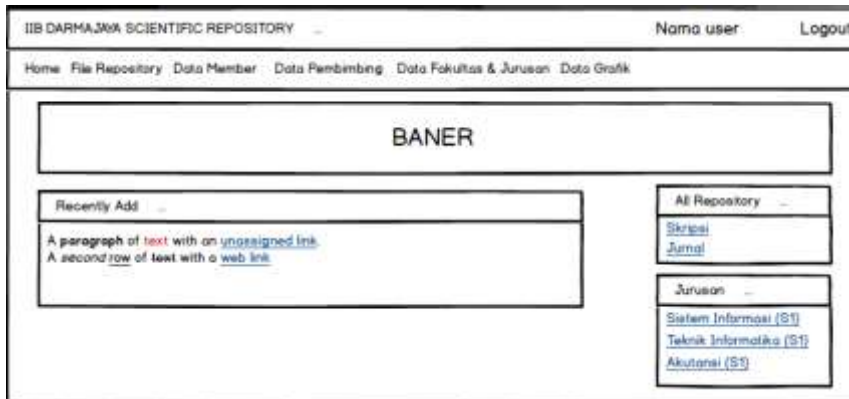 IIB DARMAJAYA SCIENTIFIC REPOSITORY ... Nama user Logout
Home File Repository Data Member Data Pembimbing Data Fakultas & Jurusan Data Grafik
BANER
Recently Add ...
A paragraph of text with an unassigned link.
A second row of text with a web link
All Repository ...
Skripsi
Jurnal
Jurusan ...
Sistem Informasi (S1)
Teknik Informatika (S1)
Akutansi (S1)